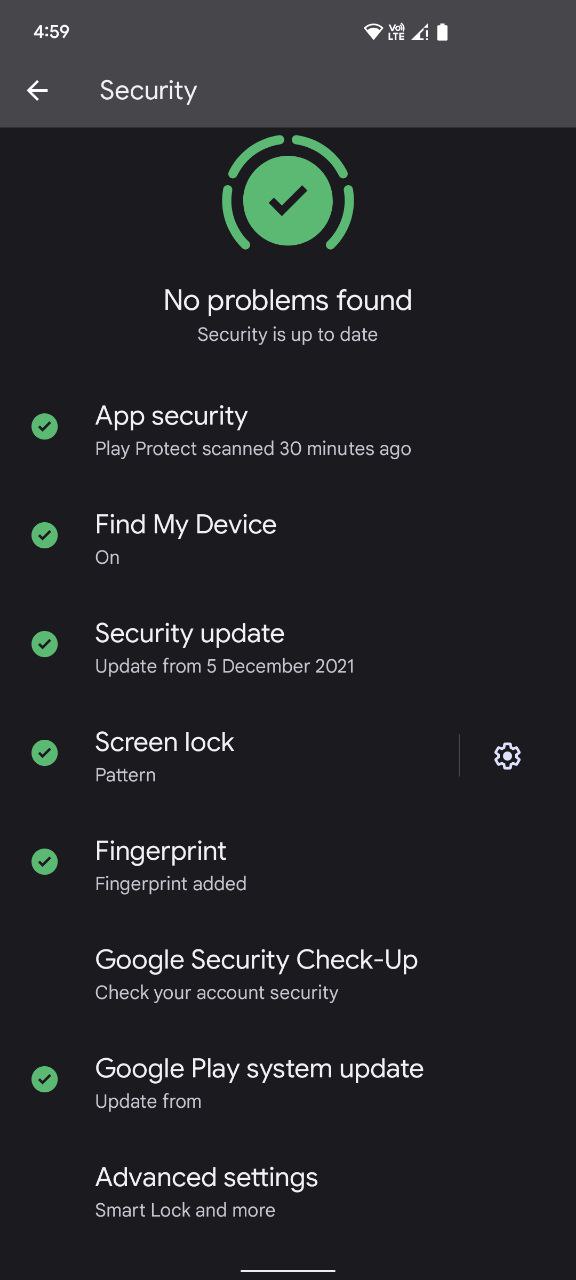 4:59
Vo))
LTE
Security
No problems found
Security is up to date
App security
Play Protect scanned 30 minutes ago
Find My Device
On
Security update
Update from 5 December 2021
Screen lock
Pattern
Fingerprint
Fingerprint added
Google Security Check-Up
Check your account security
Google Play system update
Update from
Advanced settings
Smart Lock and more